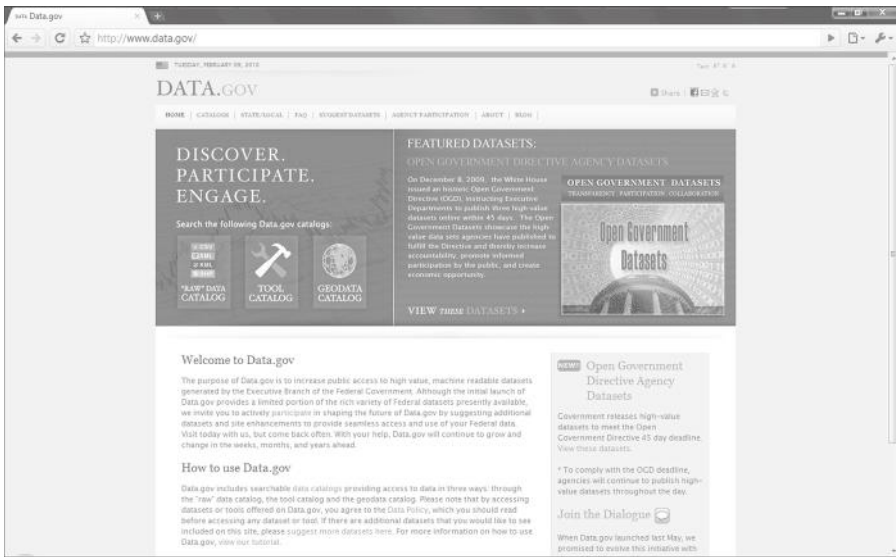 Data.gov
http://www.data.gov/
TUESDAY, FEBRUARY 09, 2010
DATA.GOV
Share
HOME | CATALOGS | STATE/LOCAL | FAQ | SUGGEST DATASETS | AGENCY PARTICIPATION | ABOUT | BLOG |
DISCOVER.
PARTICIPATE.
ENGAGE.
Search the following Data.gov catalogs:
"RAW" DATA
CATALOG
TOOL
CATALOG
GEODATA
CATALOG
FEATURED DATASETS:
OPEN GOVERNMENT DIRECTIVE AGENCY DATASETS
On December 8, 2009, the White House
issued an historic Open Government
Directive (OGD), instructing Executive
Departments to publish three high-value
datasets online within 45 days. The Open
Government Datasets showcase the high-
value data sets agencies have published to
fulfill the Directive and thereby increase
accountability, promote informed
participation by the public, and create
economic opportunity.
VIEW THESE DATASETS
OPEN GOVERNMENT DATASETS
TRANSPARENCY PARTICIPATION COLLABORATION
Open Government
Datasets
Welcome to Data.gov
The purpose of Data.gov is to increase public access to high value, machine readable datasets
generated by the Executive Branch of the Federal Government. Although the initial launch of
Data.gov provides a limited portion of the rich variety of Federal datasets presently available,
we invite you to actively participate in shaping the future of Data.gov by suggesting additional
datasets and site enhancements to provide seamless access and use of your Federal data.
Visit today with us, but come back often. With your help, Data.gov will continue to grow and
change in the weeks, months, and years ahead.
How to use Data.gov
Data.gov includes searchable data catalogs providing access to data in three ways: through
the "raw" data catalog, the tool catalog and the geodata catalog. Please note that by accessing
datasets or tools offered on Data.gov, you agree to the Data Policy, which you should read
before accessing any dataset or tool. If there are additional datasets that you would like to see
included on this site, please suggest more datasets here. For more information on how to use
Data.gov, view our tutorial.
NEW!! Open Government
Directive Agency
Datasets
Government releases high-value
datasets to meet the Open
Government Directive 45 day deadline.
View these datasets.
* To comply with the OGD deadline,
agencies will continue to publish high-
value datasets throughout the day.
Join the Dialogue
When Data.gov launched last May, we
promised to evolve this initiative with